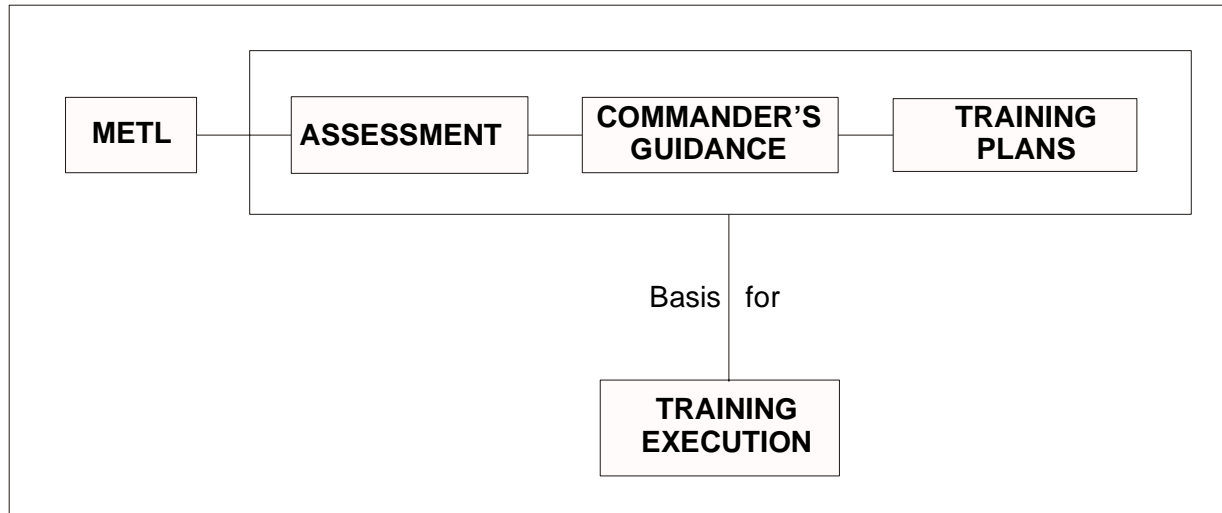 METL
ASSESSMENT
COMMANDER’S
GUIDANCE
TRAINING
PLANS
Basis for
TRAINING
EXECUTION